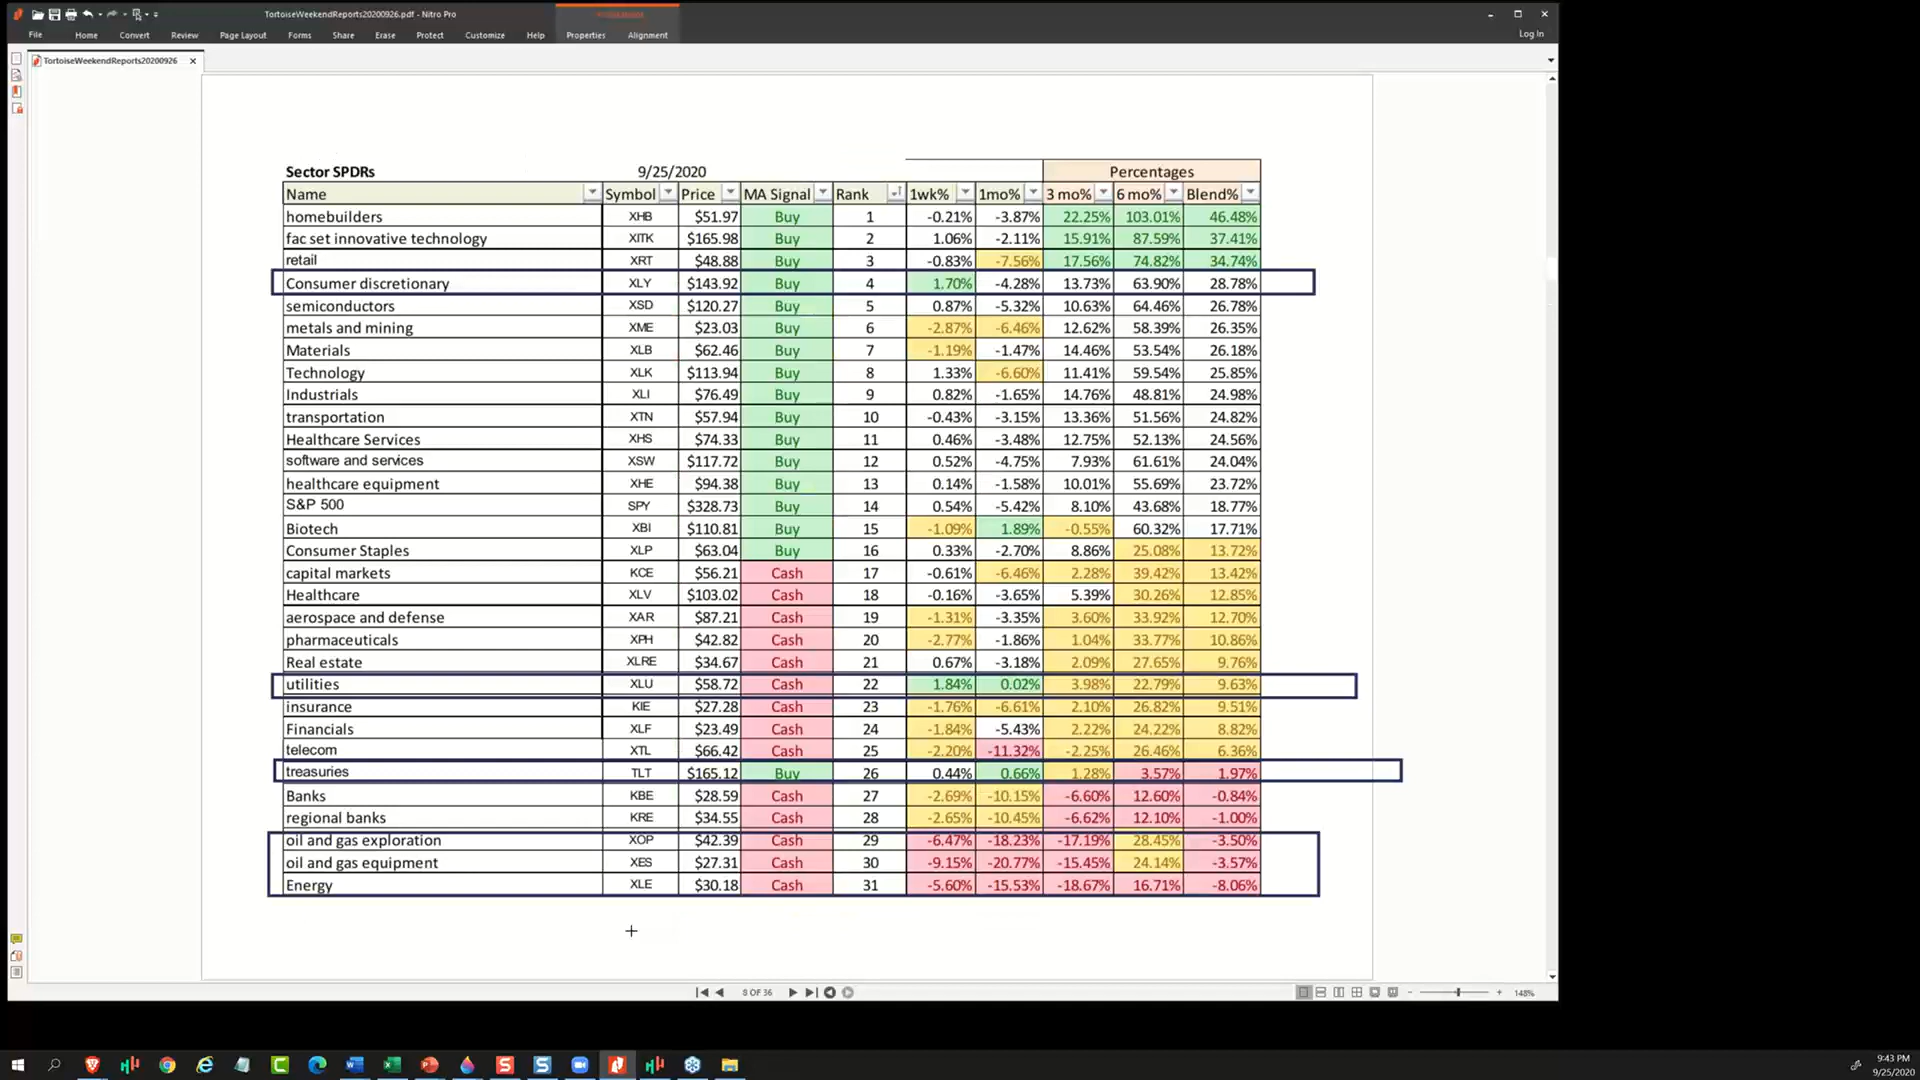 TortoiseWeekendReports20200926.pdf - Nitro Pro
File Home Convert Review Page Layout Forms Share Erase Protect Customize Help Properties Alignment Log In
TortoiseWeekendReports20200926
Sector SPDRs 9/25/2020 Percentages
Name Symbol Price MA Signal Rank 1wk% 1mo% 3 mo% 6 mo% Blend%
homebuilders XHB $51.97 Buy 1 -0.21% -3.87% 22.25% 103.01% 46.48%
fac set innovative technology XITK $165.98 Buy 2 1.06% -2.11% 15.91% 87.59% 37.41%
retail XRT $48.88 Buy 3 -0.83% -7.56% 17.56% 74.82% 34.74%
Consumer discretionary XLY $143.92 Buy 4 1.70% -4.28% 13.73% 63.90% 28.78%
semiconductors XSD $120.27 Buy 5 0.87% -5.32% 10.63% 64.46% 26.78%
metals and mining XME $23.03 Buy 6 -2.87% -6.46% 12.62% 58.39% 26.35%
Materials XLB $62.46 Buy 7 -1.19% -1.47% 14.46% 53.54% 26.18%
Technology XLK $113.94 Buy 8 1.33% -6.60% 11.41% 59.54% 25.85%
Industrials XLI $76.49 Buy 9 0.82% -1.65% 14.76% 48.81% 24.98%
transportation XTN $57.94 Buy 10 -0.43% -3.15% 13.36% 51.56% 24.82%
Healthcare Services XHS $74.33 Buy 11 0.46% -3.48% 12.75% 52.13% 24.56%
software and services XSW $117.72 Buy 12 0.52% -4.75% 7.93% 61.61% 24.04%
healthcare equipment XHE $94.38 Buy 13 0.14% -1.58% 10.01% 55.69% 23.72%
S&P 500 SPY $328.73 Buy 14 0.54% -5.42% 8.10% 43.68% 18.77%
Biotech XBI $110.81 Buy 15 -1.09% 1.89% -0.55% 60.32% 17.71%
Consumer Staples XLP $63.04 Buy 16 0.33% -2.70% 8.86% 25.08% 13.72%
capital markets KCE $56.21 Cash 17 -0.61% -6.46% 2.28% 39.42% 13.42%
Healthcare XLV $103.02 Cash 18 -0.16% -3.65% 5.39% 30.26% 12.85%
aerospace and defense XAR $87.21 Cash 19 -1.31% -3.35% 3.60% 33.92% 12.70%
pharmaceuticals XPH $42.82 Cash 20 -2.77% -1.86% 1.04% 33.77% 10.86%
Real estate XLRE $34.67 Cash 21 0.67% -3.18% 2.09% 27.65% 9.76%
utilities XLU $58.72 Cash 22 1.84% 0.02% 3.98% 22.79% 9.63%
insurance KIE $27.28 Cash 23 -1.76% -6.61% 2.10% 26.82% 9.51%
Financials XLF $23.49 Cash 24 -1.84% -5.43% 2.22% 24.22% 8.82%
telecom XTL $66.42 Cash 25 -2.20% -11.32% -2.25% 26.46% 6.36%
treasuries TLT $165.12 Buy 26 0.44% 0.66% 1.28% 3.57% 1.97%
Banks KBE $28.59 Cash 27 -2.69% -10.15% -6.60% 12.60% -0.84%
regional banks KRE $34.55 Cash 28 -2.65% -10.45% -6.62% 12.10% -1.00%
oil and gas exploration XOP $42.39 Cash 29 -6.47% -18.23% -17.19% 28.45% -3.50%
oil and gas equipment XES $27.31 Cash 30 -9.15% -20.77% -15.45% 24.14% -3.57%
Energy XLE $30.18 Cash 31 -5.60% -15.53% -18.67% 16.71% -8.06%
8 OF 36
148%
9:43 PM
9/25/2020